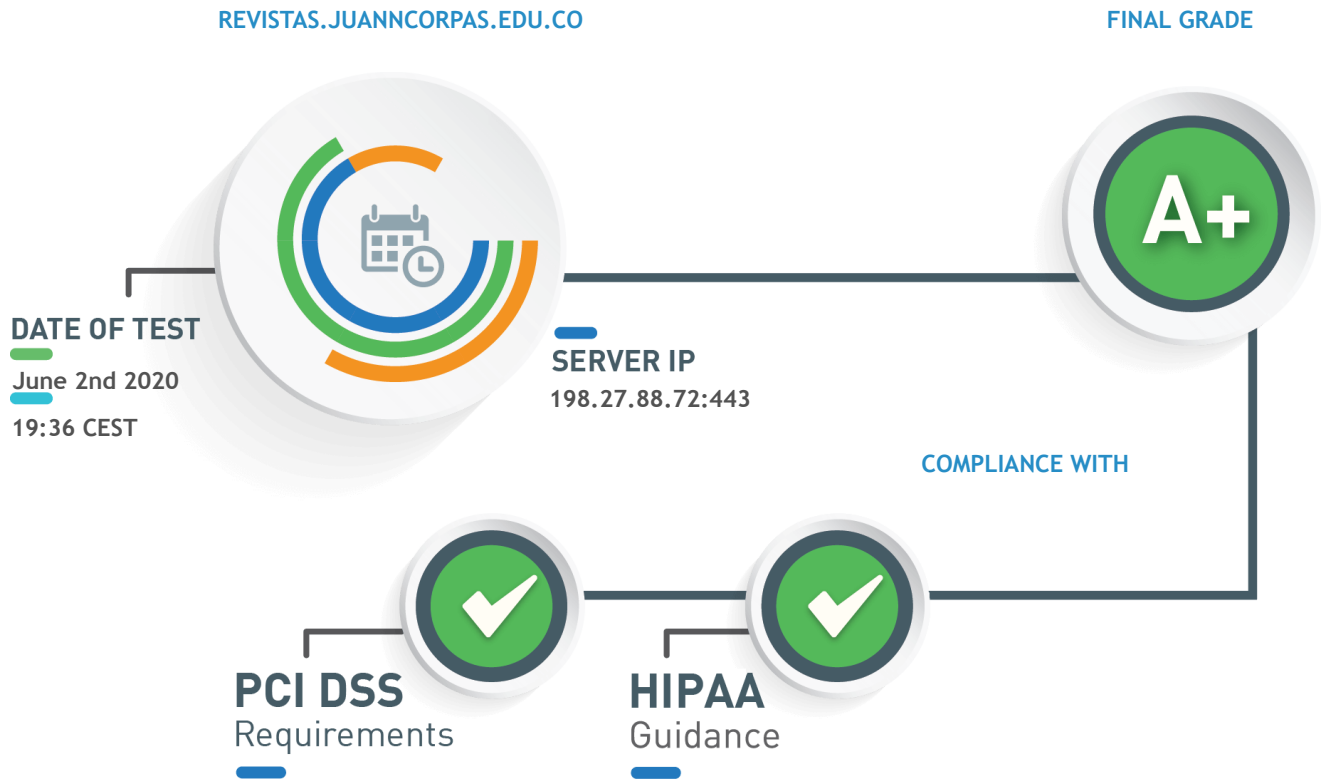 REVISTAS.JUANNCORPAS.EDU.CO
FINAL GRADE
A+
DATE OF TEST
June 2nd 2020
19:36 CEST
SERVER IP
198.27.88.72:443
COMPLIANCE WITH
PCI DSS
Requirements
HIPAA
Guidance